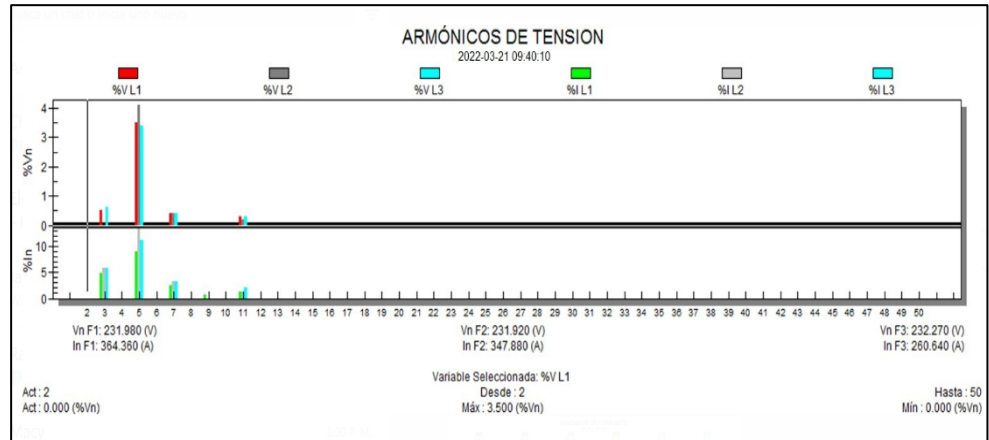 ARMÓNICOS DE TENSION
2022-03-21 09:40:10
%V L1 %V L2 %V L3 %I L1 %I L2 %I L3
%Vn
4
3
2
1
0
%In
10
5
0
2 3 4 5 6 7 8 9 10 11 12 13 14 15 16 17 18 19 20 21 22 23 24 25 26 27 28 29 30 31 32 33 34 35 36 37 38 39 40 41 42 43 44 45 46 47 48 49 50
Vn F1: 231.980 (V) Vn F2: 231.920 (V) Vn F3: 232.270 (V)
In F1: 364.360 (A) In F2: 347.880 (A) In F3: 260.640 (A)
Variable Seleccionada: %V L1
Act : 2 Desde : 2 Hasta : 50
Act : 0.000 (%Vn) Máx : 3.500 (%Vn) Mín : 0.000 (%Vn)